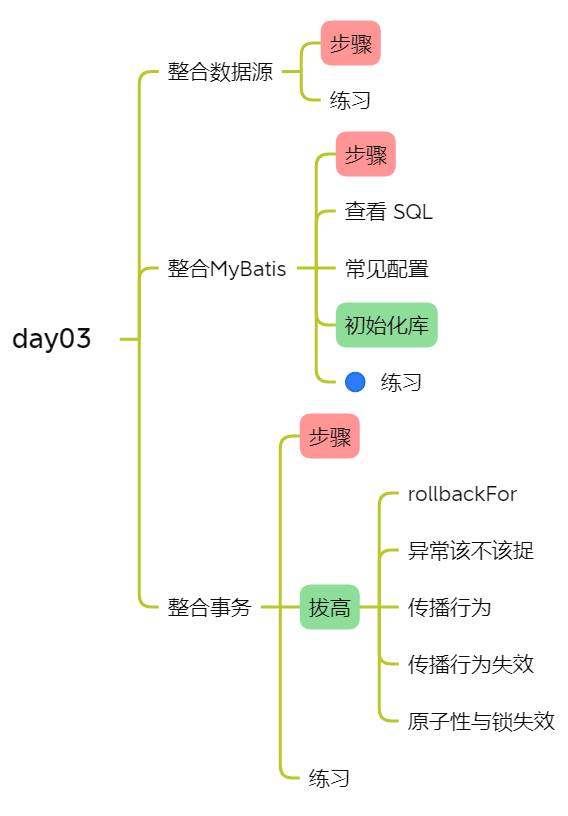 day03
整合数据源
步骤
练习
整合MyBatis
步骤
查看 SQL
常见配置
初始化库
练习
整合事务
步骤
拔高
rollbackFor
异常该不该捉
传播行为
传播行为失效
原子性与锁失效
练习